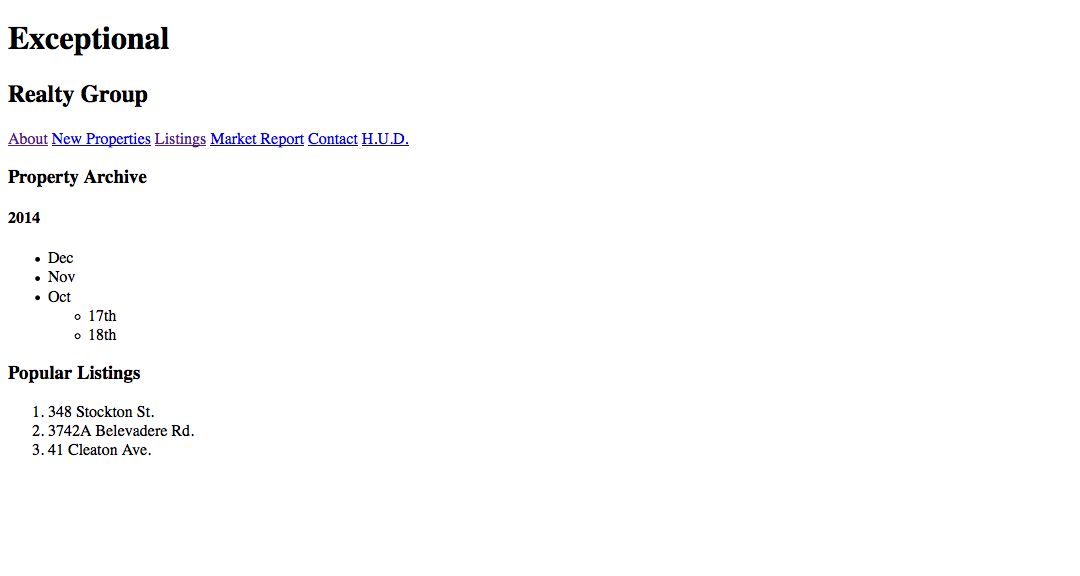 Exceptional
Realty Group
About New Properties Listings Market Report Contact H.U.D.
Property Archive
2014
Dec
Nov
Oct
17th
18th
Popular Listings
1. 348 Stockton St.
2. 3742A Belevadere Rd.
3. 41 Cleaton Ave.